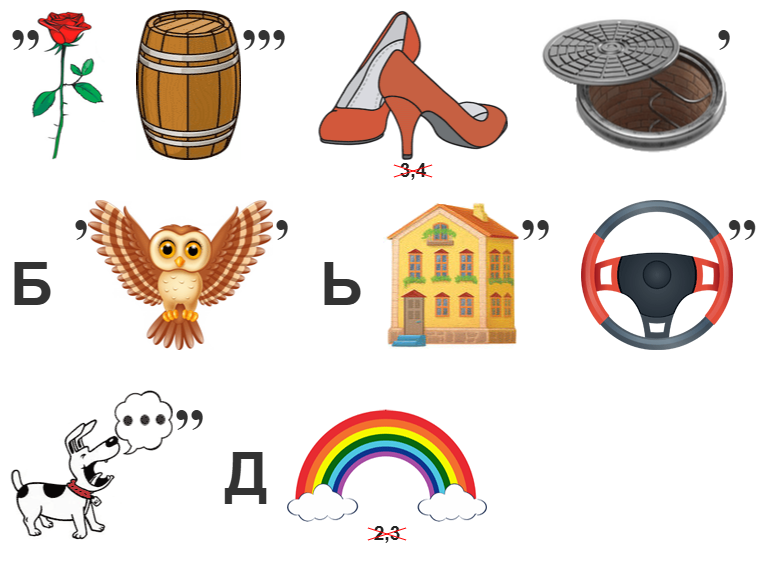 ,, ,,,
,
3,4
, , ,,
Б Ь ,,
,,
Д
2,3